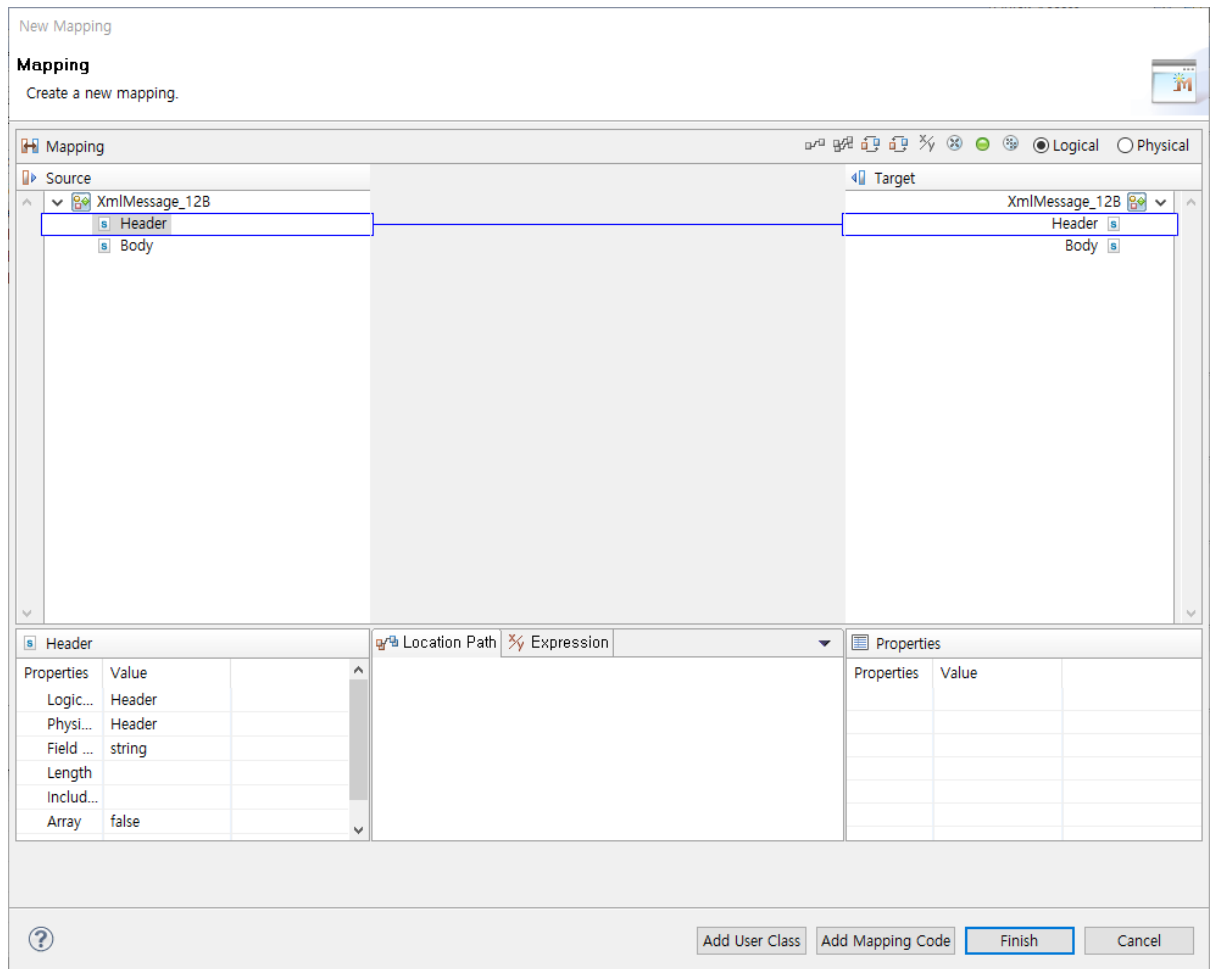 New Mapping
Mapping
Create a new mapping.
Mapping
Logical Physical
Source
Target
XmlMessage_12B
XmlMessage_12B
Header
Header
Body
Body
Header
Location Path
Expression
Properties
Properties Value
Properties Value
Logic... Header
Physi... Header
Field ... string
Length
Includ...
Array false
Add User Class
Add Mapping Code
Finish
Cancel